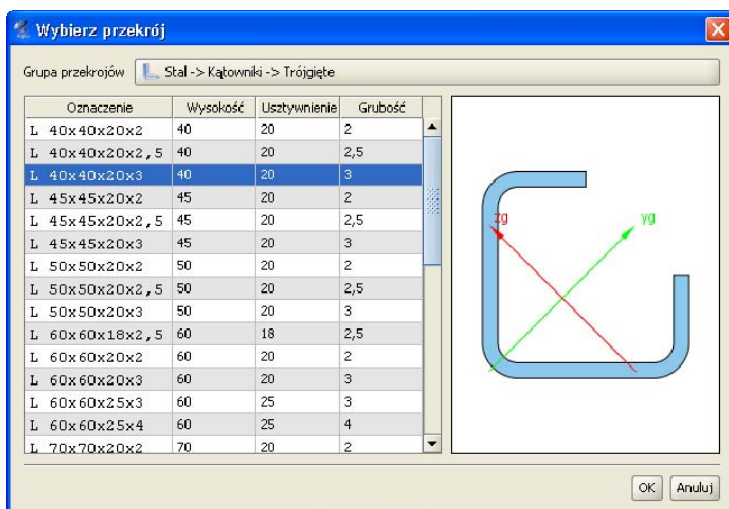 Wybierz przekrój
Grupa przekrojów Stal -> Kątowniki -> Trójgięte
Oznaczenie Wysokość Usztywnienie Grubość
L 40x40x20x2 40 20 2
L 40x40x20x2,5 40 20 2,5
L 40x40x20x3 40 20 3
L 45x45x20x2 45 20 2
L 45x45x20x2,5 45 20 2,5
L 45x45x20x3 45 20 3
L 50x50x20x2 50 20 2
L 50x50x20x2,5 50 20 2,5
L 50x50x20x3 50 20 3
L 60x60x18x2,5 60 18 2,5
L 60x60x20x2 60 20 2
L 60x60x20x3 60 20 3
L 60x60x25x3 60 25 3
L 60x60x25x4 60 25 4
L 70x70x20x2 70 20 2
zg yg
OK Anuluj